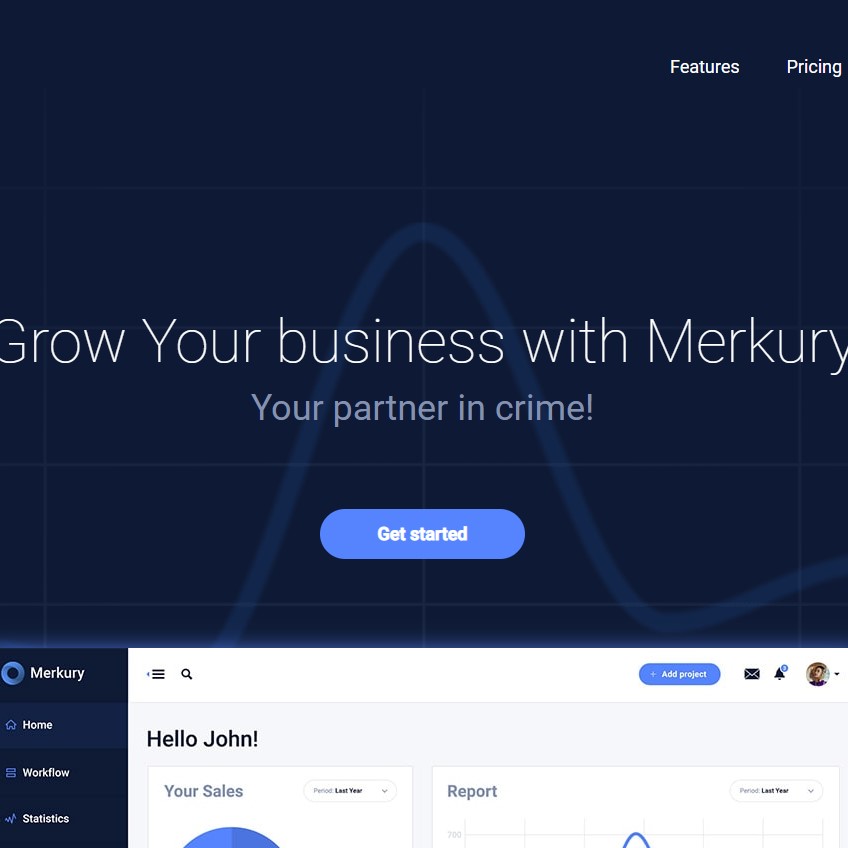 Features Pricing
Grow Your business with Merkury
Your partner in crime!
Get started
Merkury
+ Add project
Home
Hello John!
Workflow
Your Sales
Period: Last Year
Report
Period: Last Year
Statistics
700